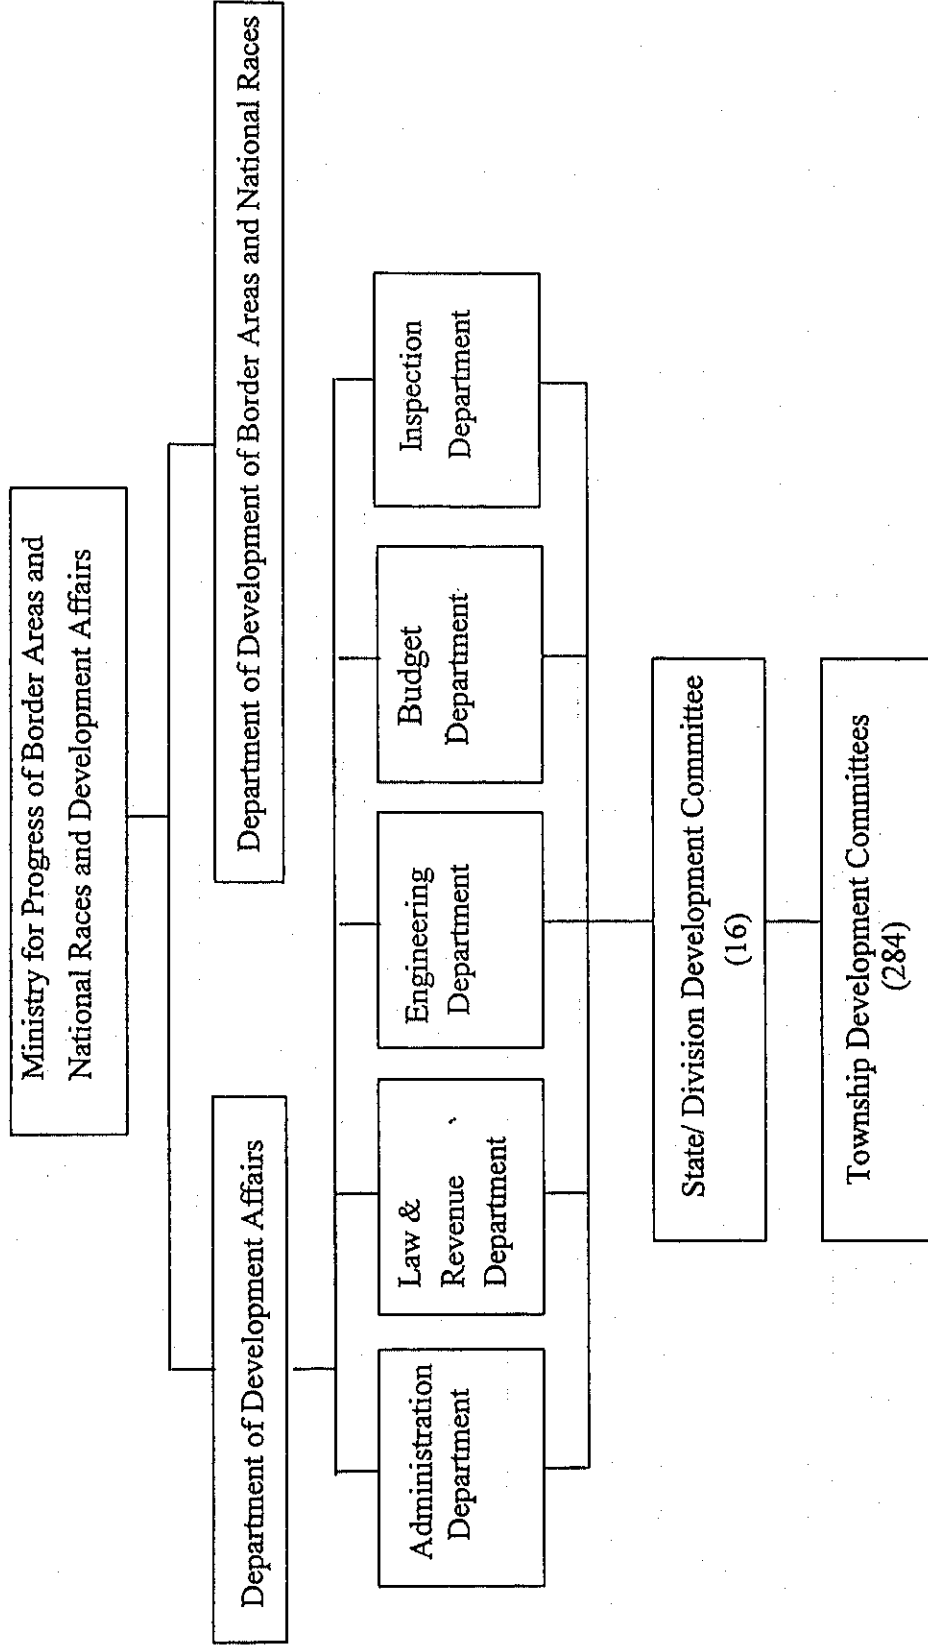 Ministry for Progress of Border Areas and
National Races and Development Affairs
Department of Development Affairs
Department of Development of Border Areas and National Races
Administration
Department
Law &
Revenue
Department
Engineering
Department
Budget
Department
Inspection
Department
State/ Division Development Committee
(16)
Township Development Committees
(284)